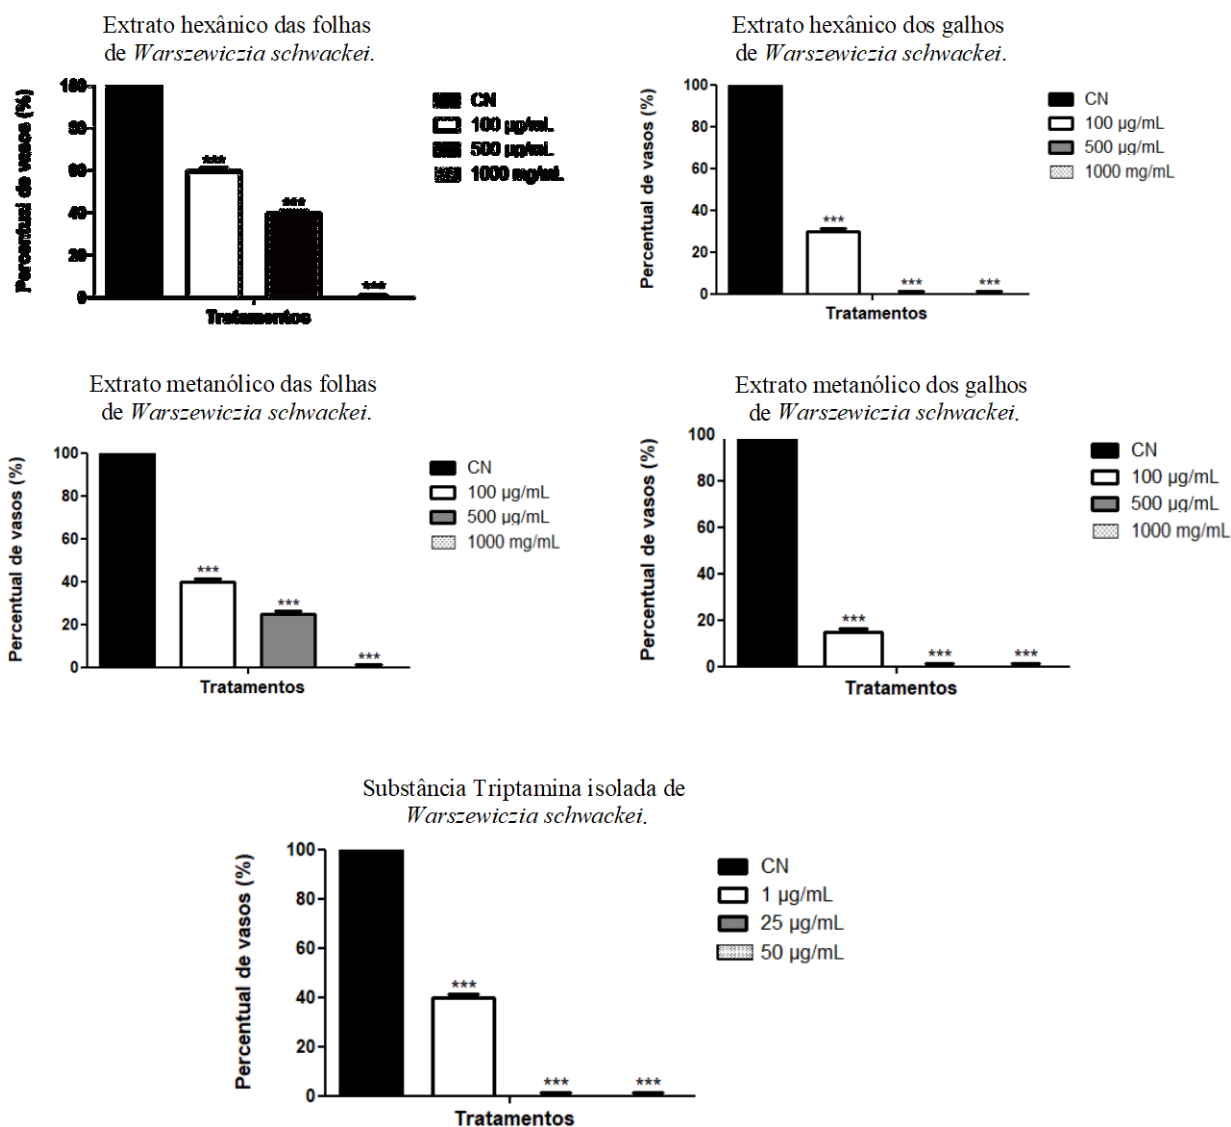 Extrato hexânico das folhas
de Warszewiczia schwackei.
Percentual de vasos (%)
100
80
60
40
20
0
***
***
***
Tratamentos
CN
100 µg/mL
500 µg/mL
1000 mg/mL
Extrato hexânico dos galhos
de Warszewiczia schwackei.
Percentual de vasos (%)
100
80
60
40
20
0
***
***
***
Tratamentos
CN
100 µg/mL
500 µg/mL
1000 mg/mL
Extrato metanólico das folhas
de Warszewiczia schwackei.
Percentual de vasos (%)
100
80
60
40
20
0
***
***
***
Tratamentos
CN
100 µg/mL
500 µg/mL
1000 mg/mL
Extrato metanólico dos galhos
de Warszewiczia schwackei.
Percentual de vasos (%)
100
80
60
40
20
0
***
***
***
Tratamentos
CN
100 µg/mL
500 µg/mL
1000 mg/mL
Substância Triptamina isolada de
Warszewiczia schwackei.
Percentual de vasos (%)
100
80
60
40
20
0
***
***
***
Tratamentos
CN
1 µg/mL
25 µg/mL
50 µg/mL